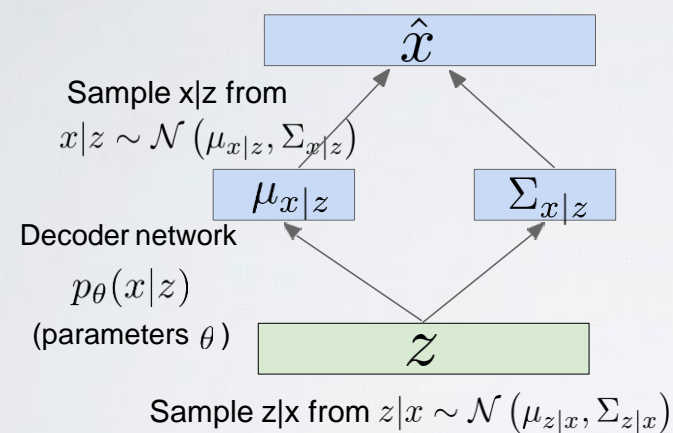 x̂
Sample x|z from
x|z ∼ 𝒩 (μ_{x|z}, Σ_{x|z})
μ_{x|z} Σ_{x|z}
Decoder network
p_θ(x|z)
(parameters θ )
z
Sample z|x from z|x ∼ 𝒩 (μ_{z|x}, Σ_{z|x})